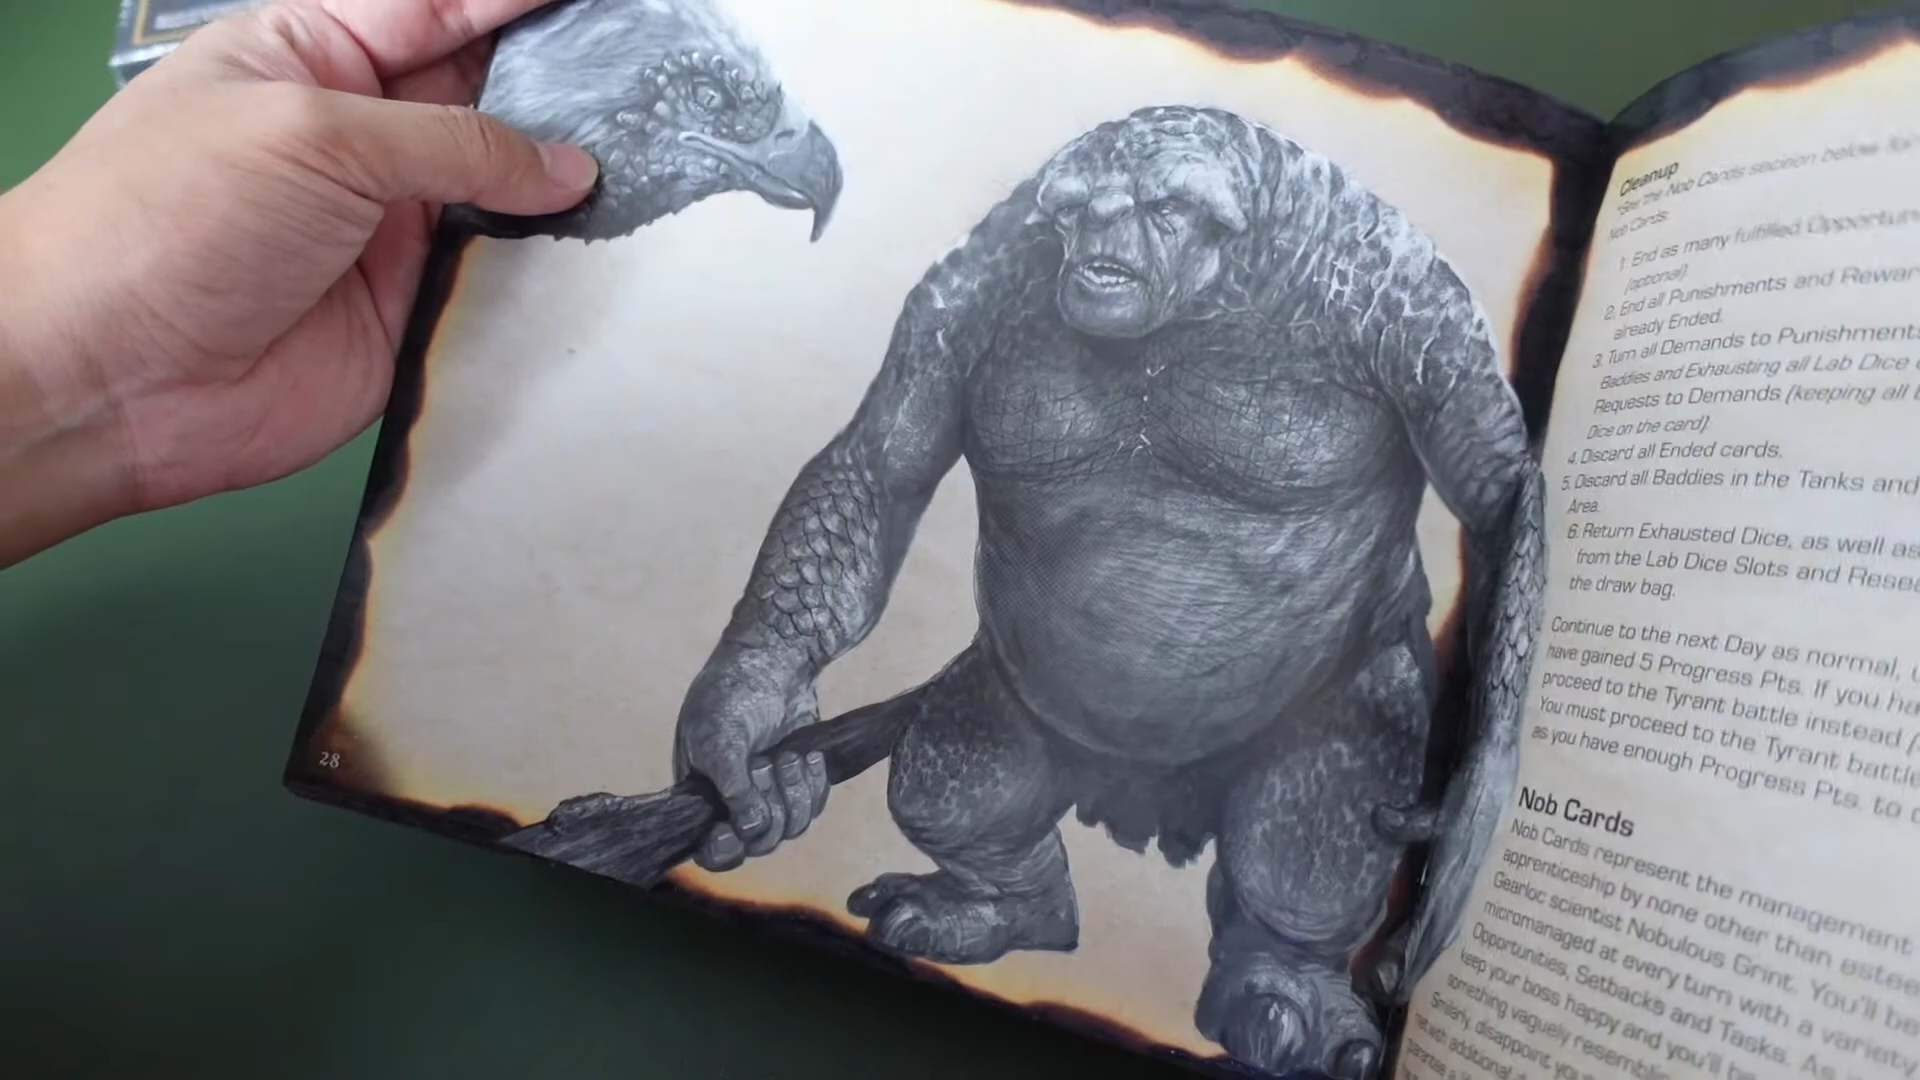 28
Cleanup
*See the Nob Cards section below for
Nob Cards.
1. End as many fulfilled
(optional).
2. End all Punishments and
already Ended.
3. Turn all Demands to
Baddies and Exhausting all Lab Dice
Requests to Demands (keeping all
Dice on the card).
4. Discard all Ended cards.
5. Discard all Baddies in the Tanks and
Area.
6. Return Exhausted Dice, as well as
from the Lab Dice Slots and
the draw bag.
Continue to the next Day as normal,
have gained 5 Progress Pts. If you
proceed to the Tyrant battle instead
You must proceed to the Tyrant battle
as you have enough Progress Pts. to
Nob Cards
Nob Cards represent the management
apprenticeship by none other than
Gearloc scientist Nobulous Grint. You'll be
micromanaged at every turn with a variety
Opportunities, Setbacks and Tasks. As
keep your boss happy and you'll be
something vaguely
Similarly, disappoint